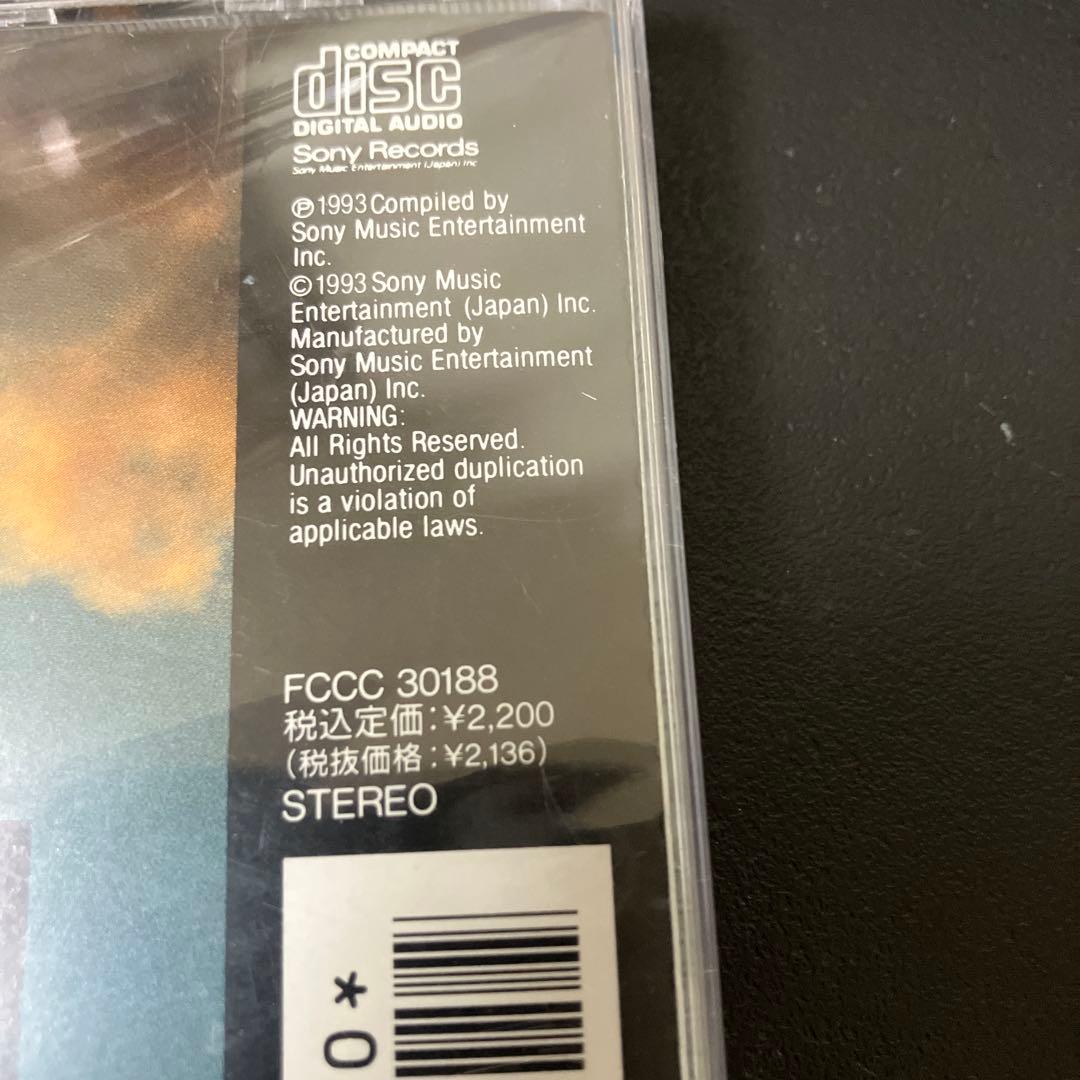 COMPACT
disc
DIGITAL AUDIO
Sony Records
Sony Music Entertainment (Japan) Inc
℗1993 Compiled by
Sony Music Entertainment
Inc.
©1993 Sony Music
Entertainment (Japan) Inc.
Manufactured by
Sony Music Entertainment
(Japan) Inc.
WARNING:
All Rights Reserved.
Unauthorized duplication
is a violation of
applicable laws.
FCCC 30188
税込定価:¥2,200
(税抜価格:¥2,136)
STEREO
0*